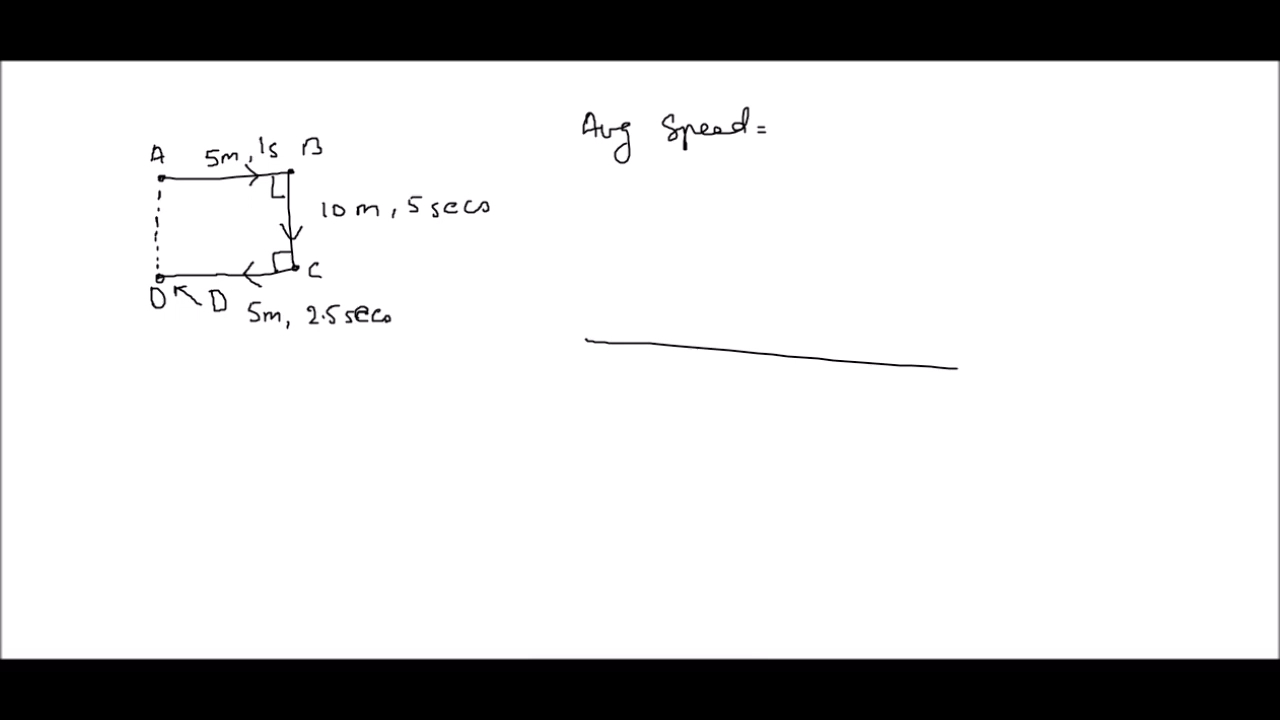 Avg Speed=
A 5m, 1s B
10 m, 5 secs
C
D D
5m, 2.5 secs